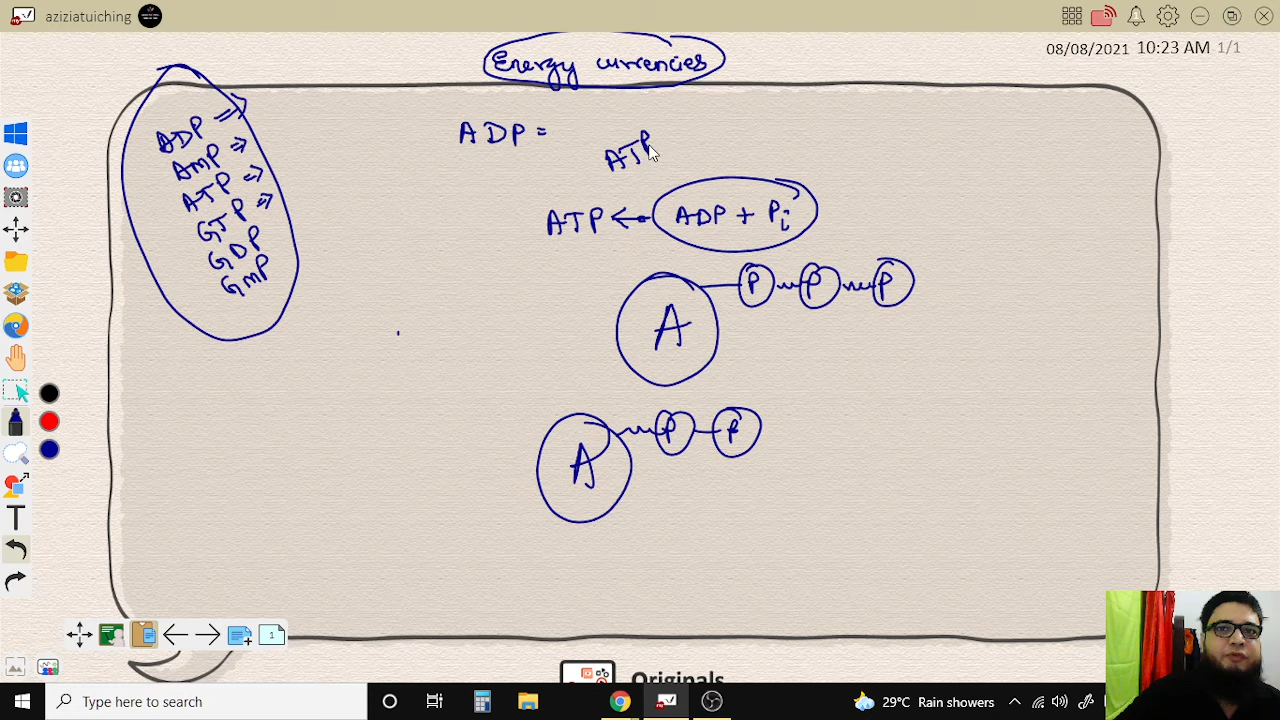 aziziatuiching
08/08/2021 10:23 AM 1/1
Energy currencies
ADP ⇒
AMP ⇒
ATP ⇒
GTP ⇒
GDP
GMP
ADP =
ATP
ATP ← ADP + Pi
A P P P
A P P
T
1
Originals
Type here to search
29°C Rain showers